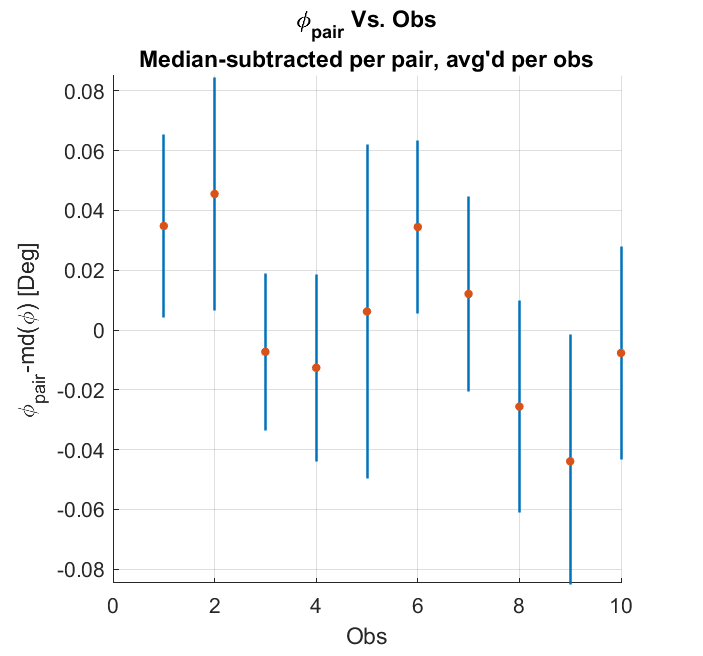 ϕpair Vs. Obs
Median-subtracted per pair, avg'd per obs
ϕpair-md(ϕ) [Deg]
0.08
0.06
0.04
0.02
0
-0.02
-0.04
-0.06
-0.08
0 2 4 6 8 10
Obs